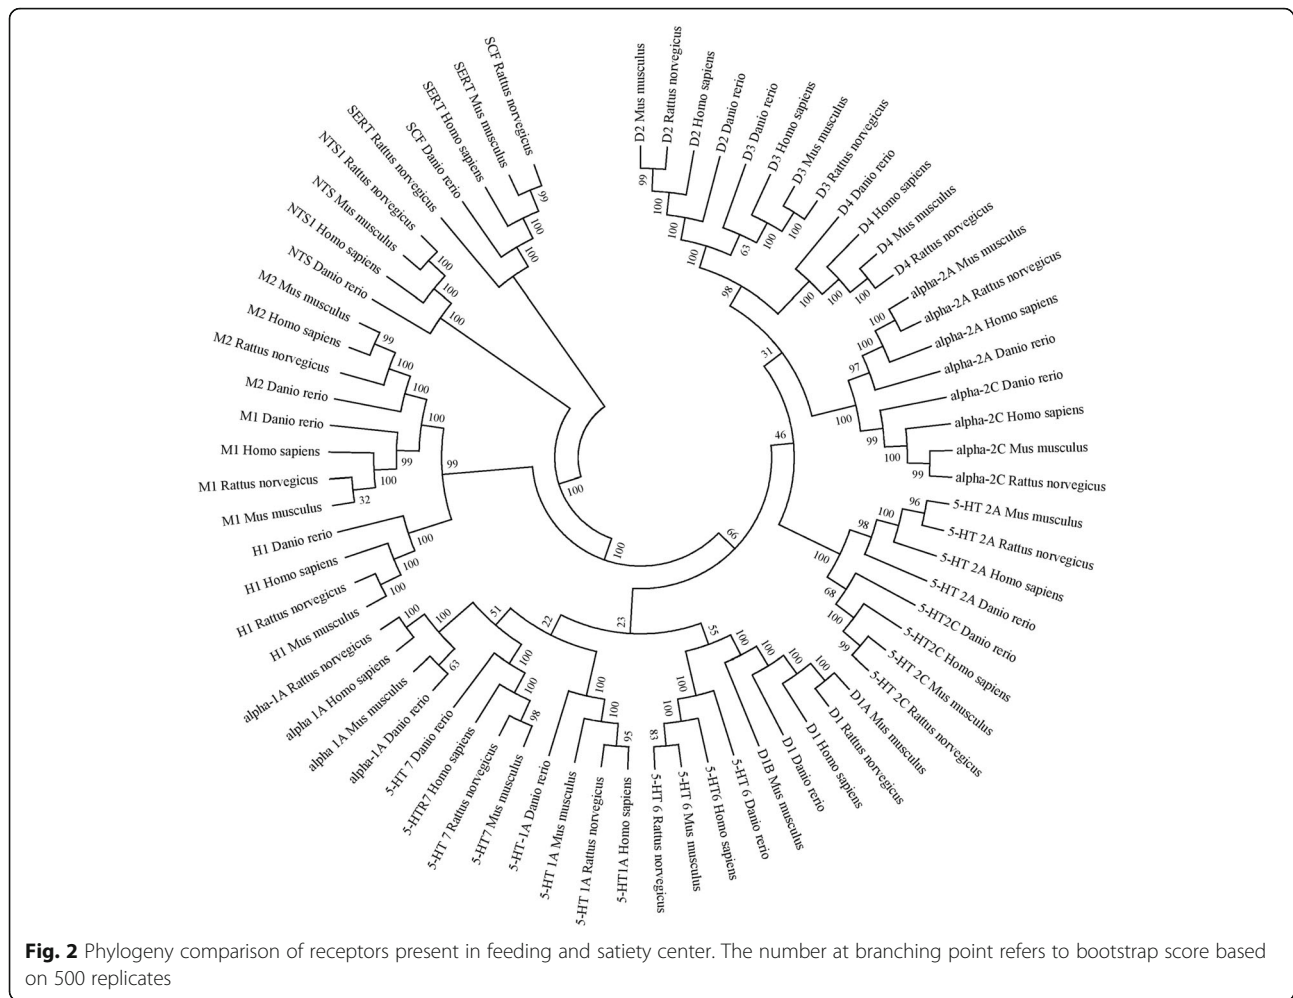 SCF Rattus norvegicus
SERT Mus musculus
SERT Homo sapiens
SCF Danio rerio
SERT Rattus norvegicus
NTS1 Rattus norvegicus
NTS Mus musculus
NTS1 Homo sapiens
NTS Danio rerio
M2 Mus musculus
M2 Homo sapiens
M2 Rattus norvegicus
M2 Danio rerio
M1 Danio rerio
M1 Homo sapiens
M1 Rattus norvegicus
M1 Mus musculus
H1 Danio rerio
H1 Homo sapiens
H1 Rattus norvegicus
H1 Mus musculus
alpha-1A Rattus norvegicus
alpha 1A Homo sapiens
alpha 1A Mus musculus
alpha-1A Danio rerio
5-HT 7 Danio rerio
5-HTR7 Homo sapiens
5-HT 7 Rattus norvegicus
5-HT7 Mus musculus
5-HT-1A Danio rerio
5-HT 1A Mus musculus
5-HT 1A Rattus norvegicus
5-HT1A Homo sapiens
5-HT 6 Rattus norvegicus
5-HT 6 Mus musculus
5-HT6 Homo sapiens
5-HT 6 Danio rerio
D1B Mus musculus
D1 Danio rerio
D1 Homo sapiens
D1 Rattus norvegicus
D1A Mus musculus
5-HT 2C Rattus norvegicus
5-HT 2C Mus musculus
5-HT2C Homo sapiens
5-HT2C Danio rerio
5-HT 2A Danio rerio
5-HT 2A Homo sapiens
5-HT 2A Rattus norvegicus
5-HT 2A Mus musculus
alpha-2C Rattus norvegicus
alpha-2C Mus musculus
alpha-2C Homo sapiens
alpha-2C Danio rerio
alpha-2A Danio rerio
alpha-2A Homo sapiens
alpha-2A Rattus norvegicus
alpha-2A Mus musculus
D4 Rattus norvegicus
D4 Mus musculus
D4 Homo sapiens
D4 Danio rerio
D3 Rattus norvegicus
D3 Mus musculus
D3 Homo sapiens
D3 Danio rerio
D2 Danio rerio
D2 Homo sapiens
D2 Rattus norvegicus
D2 Mus musculus
99
100
100
100
100
100
99
100
100
100
99
100
32
99
100
100
100
100
100
63
51
100
100
98
22
100
100
95
23
55
100
100
83
100
100
100
100
66
100
100
46
100
68
100
99
98
100
96
31
100
99
100
99
97
100
100
98
100
100
100
100
63
100
100
100
100
99
Fig. 2 Phylogeny comparison of receptors present in feeding and satiety center. The number at branching point refers to bootstrap score based
on 500 replicates